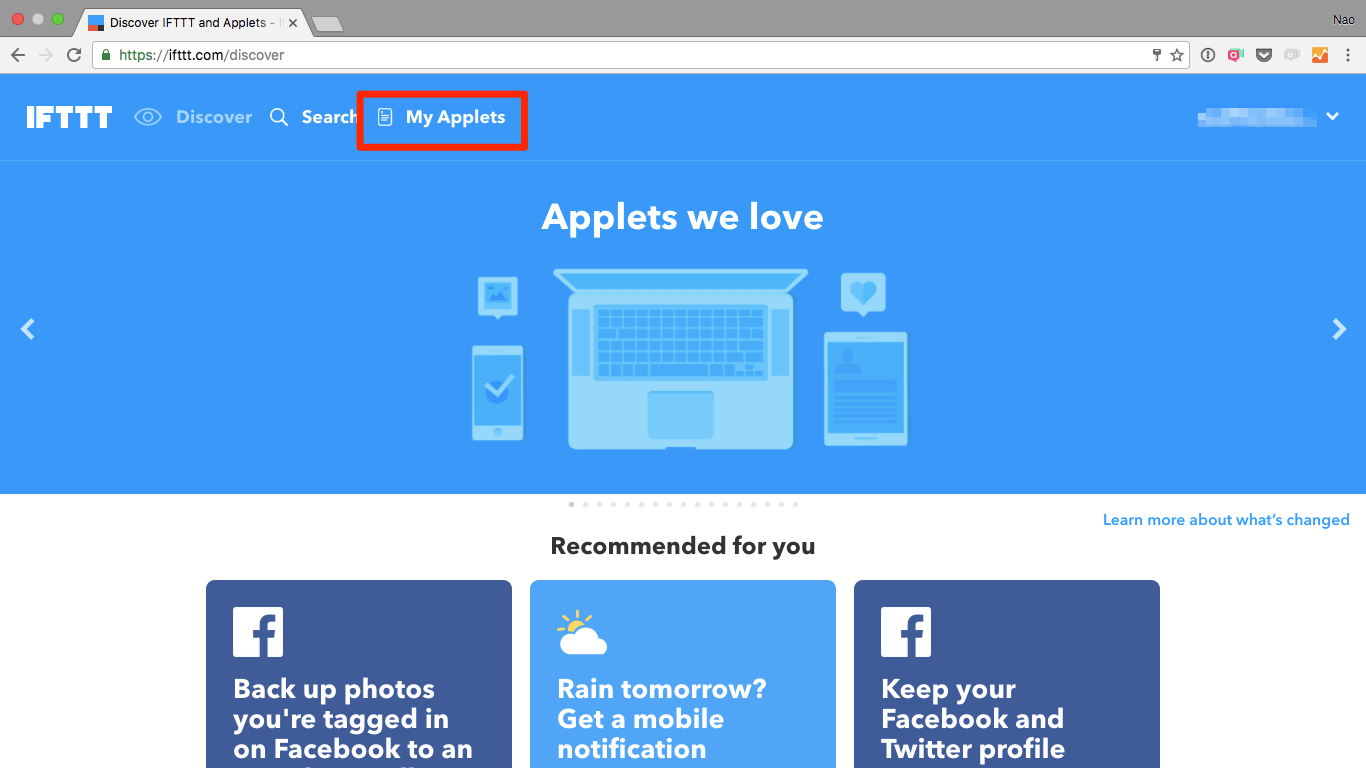 Discover IFTTT and Applets -
Nao
https://ifttt.com/discover
IFTTT Discover Search My Applets
Applets we love
Learn more about what's changed
Recommended for you
Back up photos
you're tagged in
on Facebook to an
Rain tomorrow?
Get a mobile
notification
Keep your
Facebook and
Twitter profile